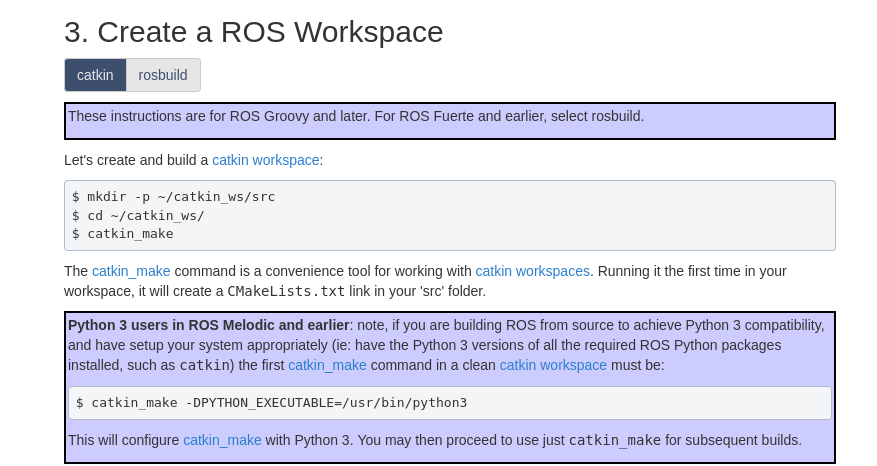 3. Create a ROS Workspace
catkin rosbuild
These instructions are for ROS Groovy and later. For ROS Fuerte and earlier, select rosbuild.
Let's create and build a catkin workspace:
$ mkdir -p ~/catkin_ws/src
$ cd ~/catkin_ws/
$ catkin_make
The catkin_make command is a convenience tool for working with catkin workspaces. Running it the first time in your
workspace, it will create a CMakeLists.txt link in your 'src' folder.
Python 3 users in ROS Melodic and earlier: note, if you are building ROS from source to achieve Python 3 compatibility,
and have setup your system appropriately (ie: have the Python 3 versions of all the required ROS Python packages
installed, such as catkin) the first catkin_make command in a clean catkin workspace must be:
$ catkin_make -DPYTHON_EXECUTABLE=/usr/bin/python3
This will configure catkin_make with Python 3. You may then proceed to use just catkin_make for subsequent builds.